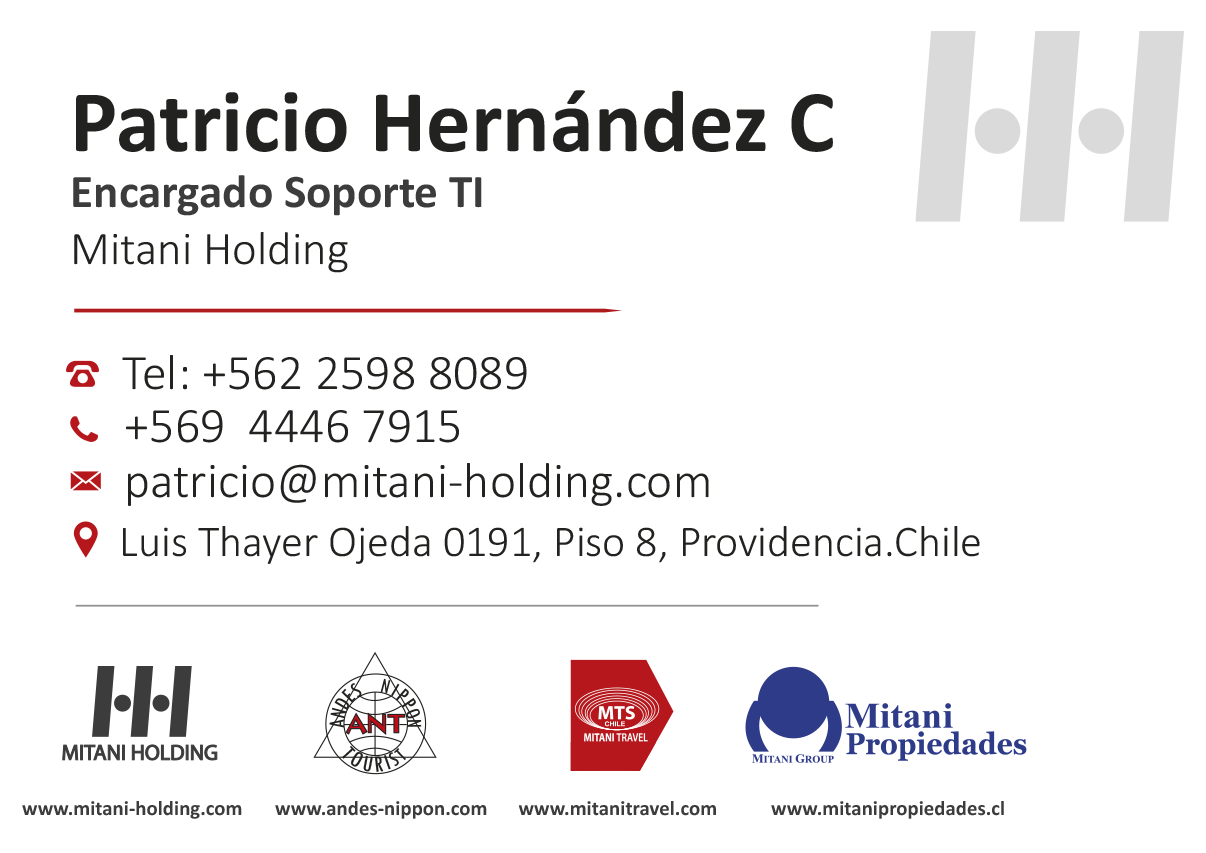 Patricio Hernández C
Encargado Soporte TI
Mitani Holding
Tel: +562 2598 8089
+569 4446 7915
patricio@mitani-holding.com
Luis Thayer Ojeda 0191, Piso 8, Providencia.Chile
MITANI HOLDING
ANDES NIPPON
ANT
TOURIST
MTS
CHILE
MITANI TRAVEL
MITANI GROUP
Mitani
Propiedades
www.mitani-holding.com
www.andes-nippon.com
www.mitanitravel.com
www.mitanipropiedades.cl